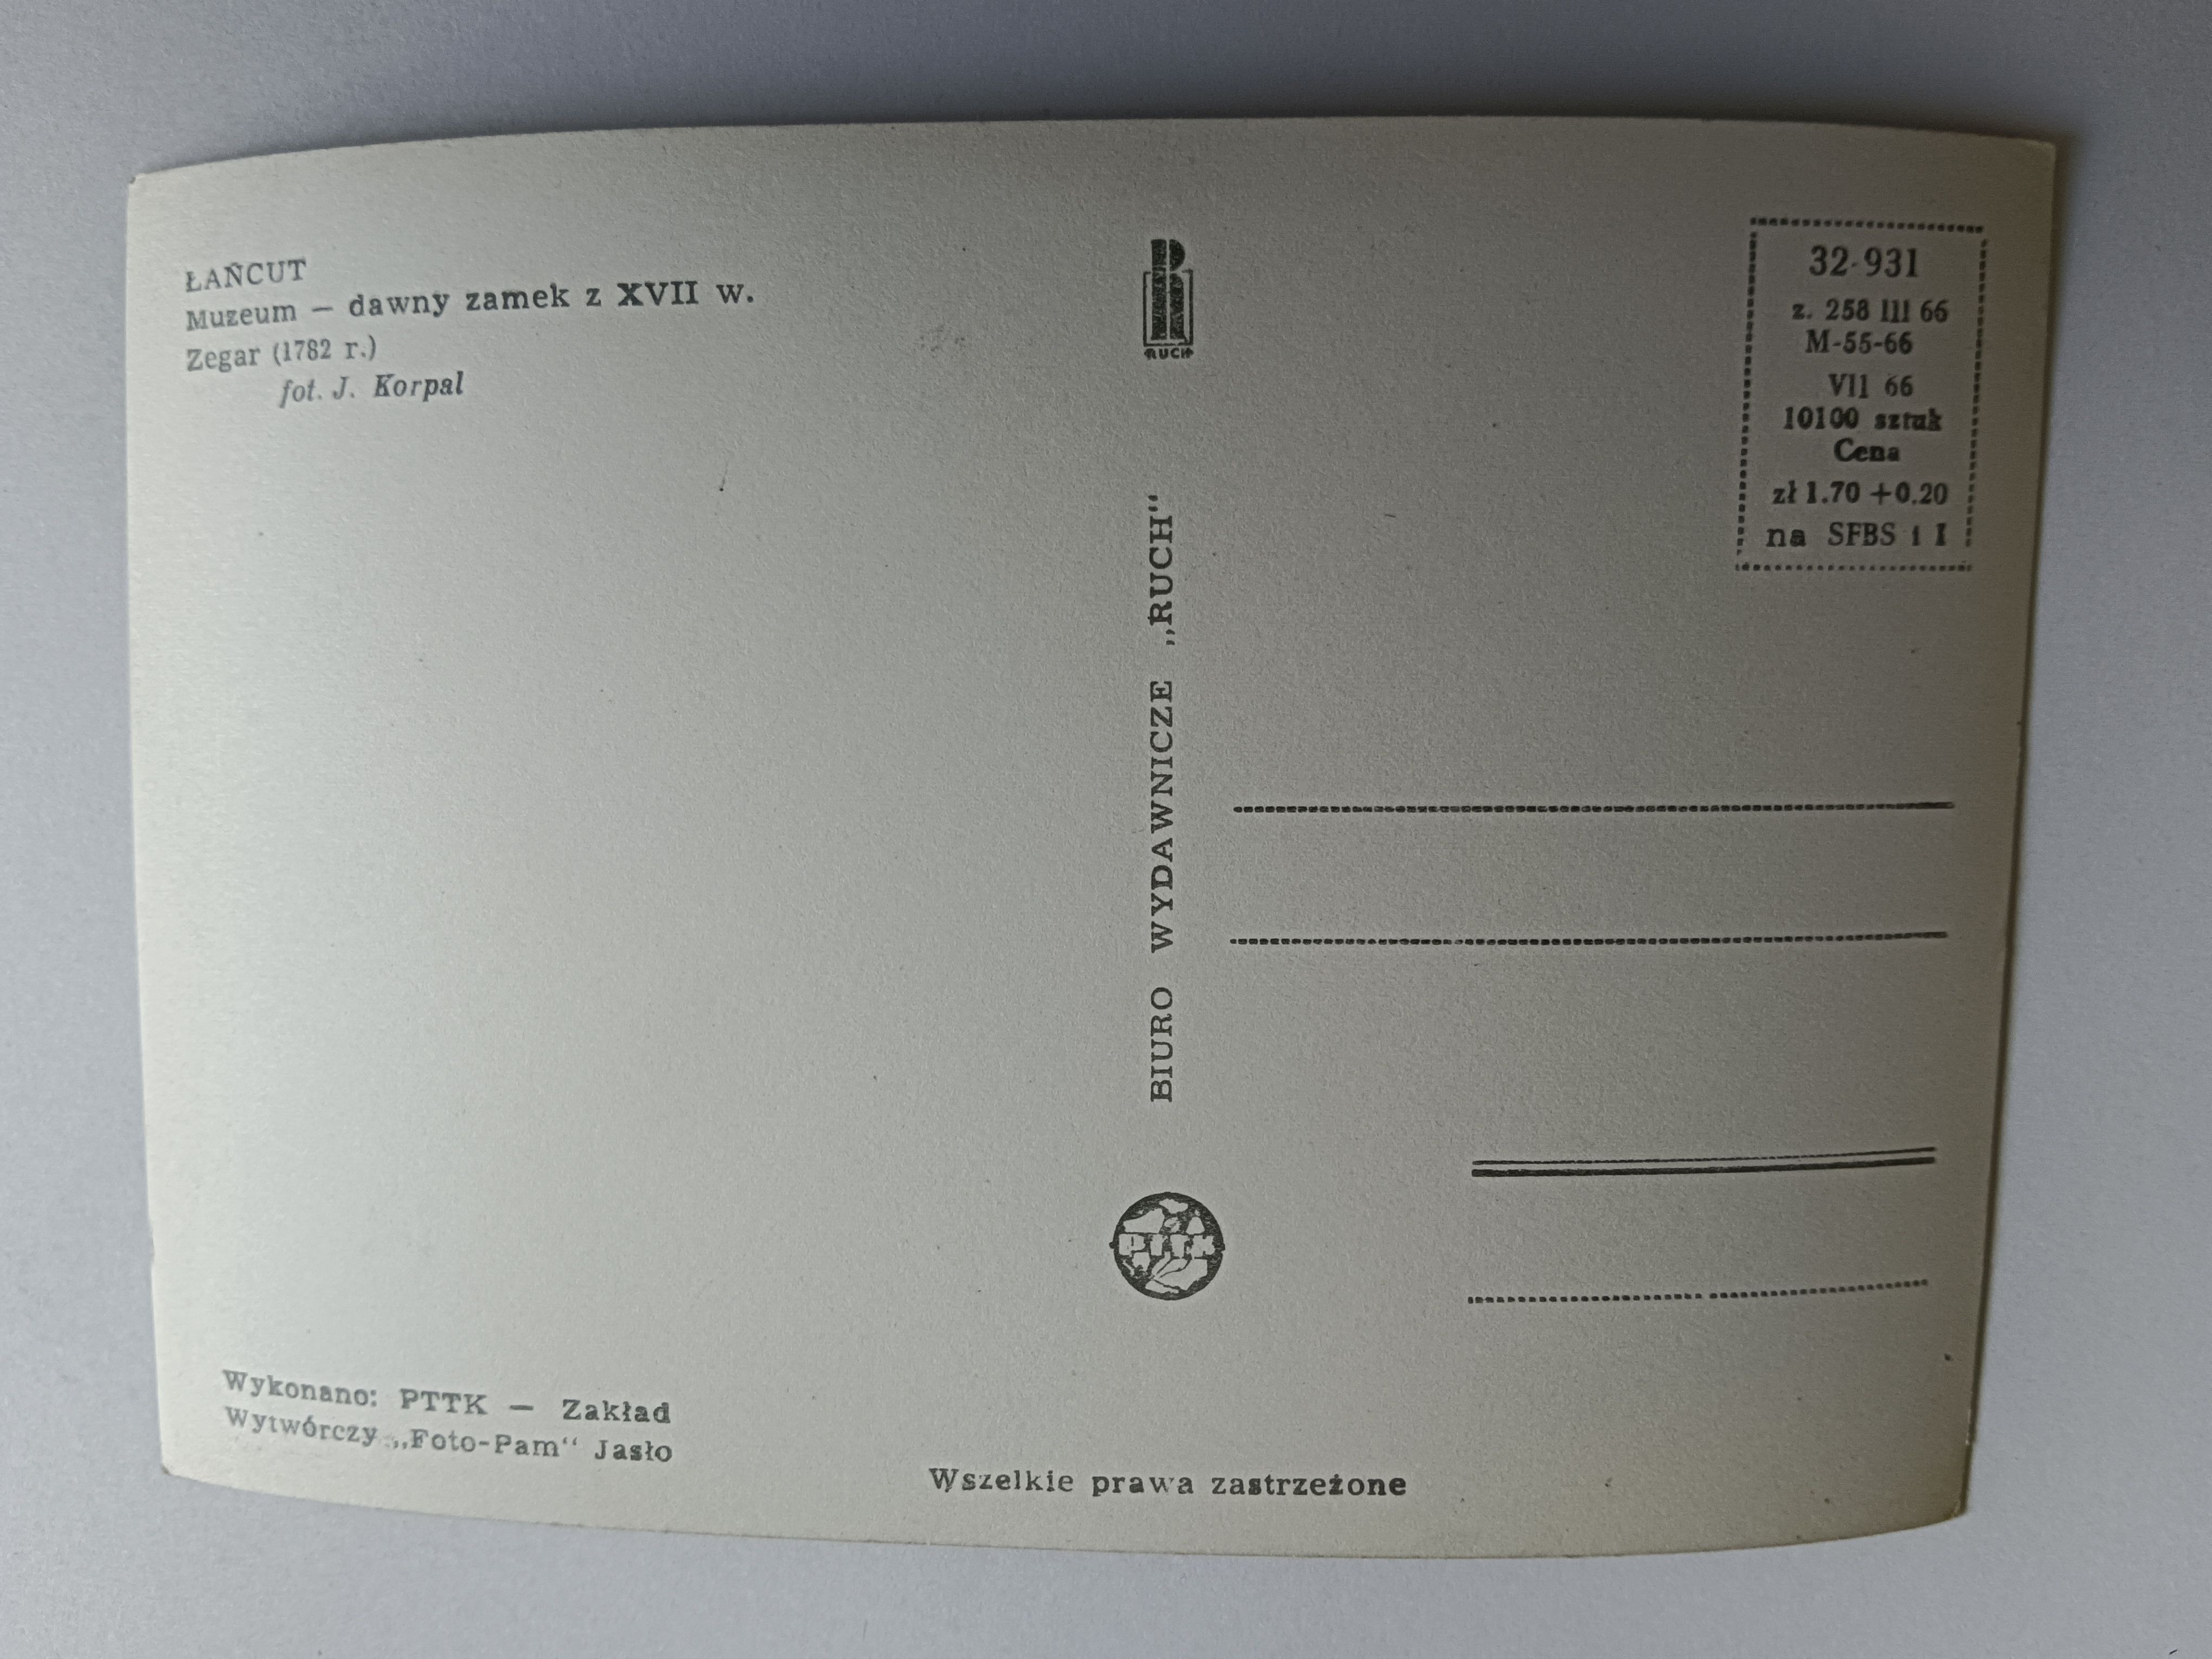 ŁAŃCUT
Muzeum — dawny zamek z XVII w.
Zegar (1782 r.)
fot. J. Korpal
RUCH
BIURO WYDAWNICZE „RUCH“
PTTK
32-931
z. 258 III 66
M-55-66
VII 66
10100 sztuk
Cena
zł 1.70 +0.20
na SFBS i I
Wykonano: PTTK — Zakład
Wytwórczy „Foto-Pam“ Jasło
Wszelkie prawa zastrzeżone